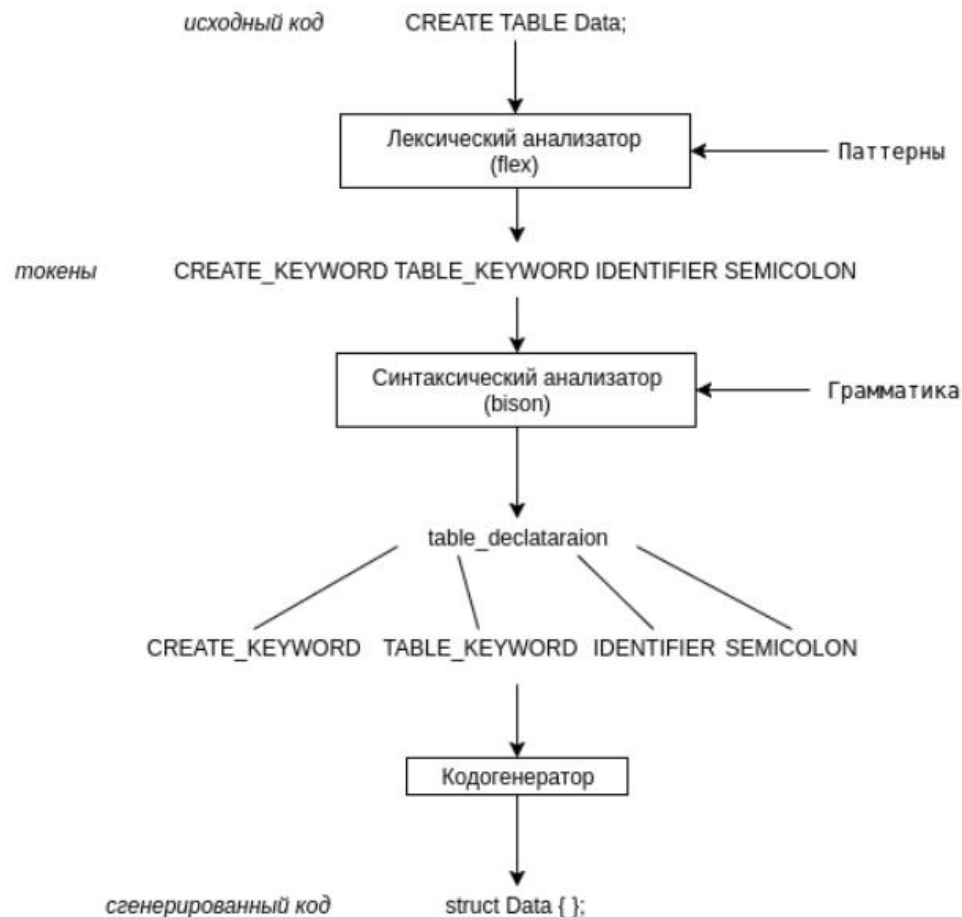 исходный код CREATE TABLE Data;
Лексический анализатор
(flex)
Паттерны
токены CREATE_KEYWORD TABLE_KEYWORD IDENTIFIER SEMICOLON
Синтаксический анализатор
(bison)
Грамматика
table_declataraion
CREATE_KEYWORD TABLE_KEYWORD IDENTIFIER SEMICOLON
Кодогенератор
сгенерированный код struct Data { };